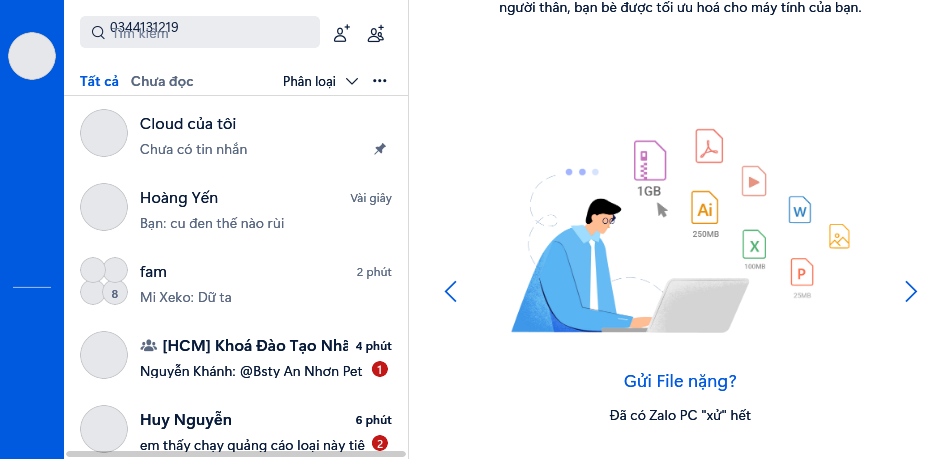 người thân, bạn bè được tối ưu hoá cho máy tính của bạn.
0344131219
Tìm kiếm
Tất cả Chưa đọc Phân loại
Cloud của tôi
Chưa có tin nhắn
Hoàng Yến Vài giây
Bạn: cu đen thế nào rùi
fam 2 phút
8 Mi Xeko: Dữ ta
[HCM] Khoá Đào Tạo Nhâ 4 phút
Nguyễn Khánh: @Bsty An Nhơn Pet 1
Huy Nguyễn 6 phút
em thấy chạy quảng cáo loại này tiê 2
1GB
Ai
250MB
W
X
100MB
P
25MB
Gửi File nặng?
Đã có Zalo PC "xử" hết